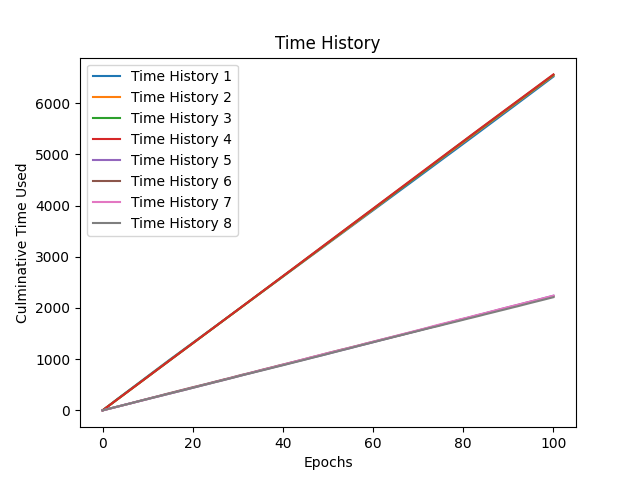 Time History
Time History 1
Time History 2
Time History 3
Time History 4
Time History 5
Time History 6
Time History 7
Time History 8
Culminative Time Used
6000
5000
4000
3000
2000
1000
0
0 20 40 60 80 100
Epochs